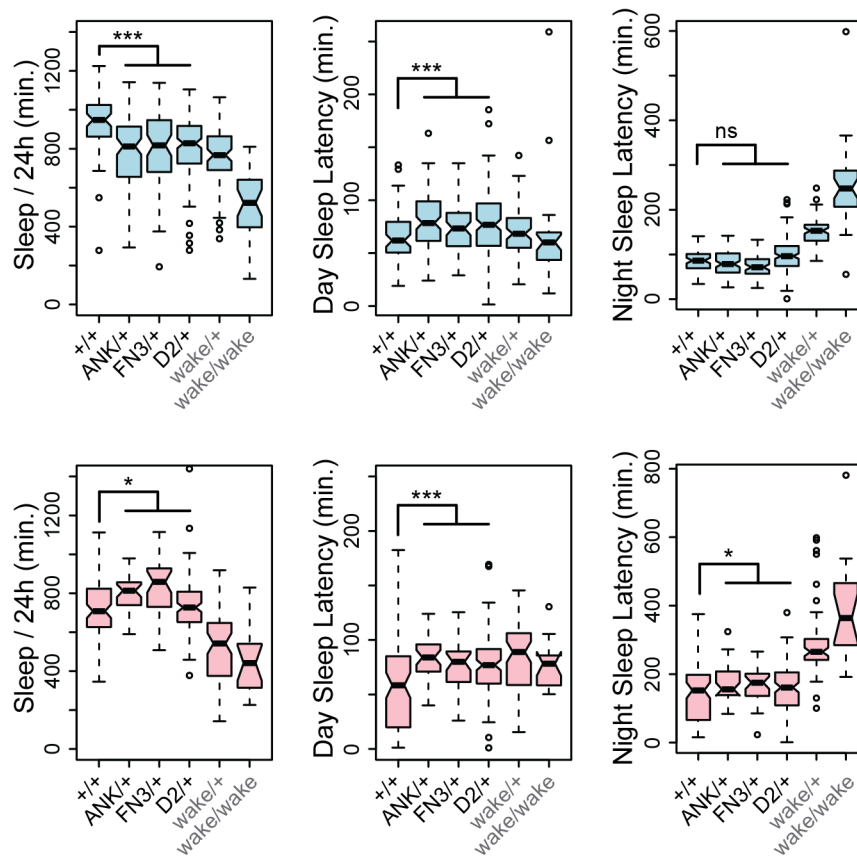 Sleep / 24h (min.)
0
400
800
1200
***
+/+
ANK/+
FN3/+
D2/+
wake/+
wake/wake
Day Sleep Latency (min.)
0
100
200
***
+/+
ANK/+
FN3/+
D2/+
wake/+
wake/wake
Night Sleep Latency (min.)
0
200
400
600
ns
+/+
ANK/+
FN3/+
D2/+
wake/+
wake/wake
Sleep / 24h (min.)
0
400
800
1200
*
+/+
ANK/+
FN3/+
D2/+
wake/+
wake/wake
Day Sleep Latency (min.)
0
100
200
***
+/+
ANK/+
FN3/+
D2/+
wake/+
wake/wake
Night Sleep Latency (min.)
0
200
400
600
800
*
+/+
ANK/+
FN3/+
D2/+
wake/+
wake/wake